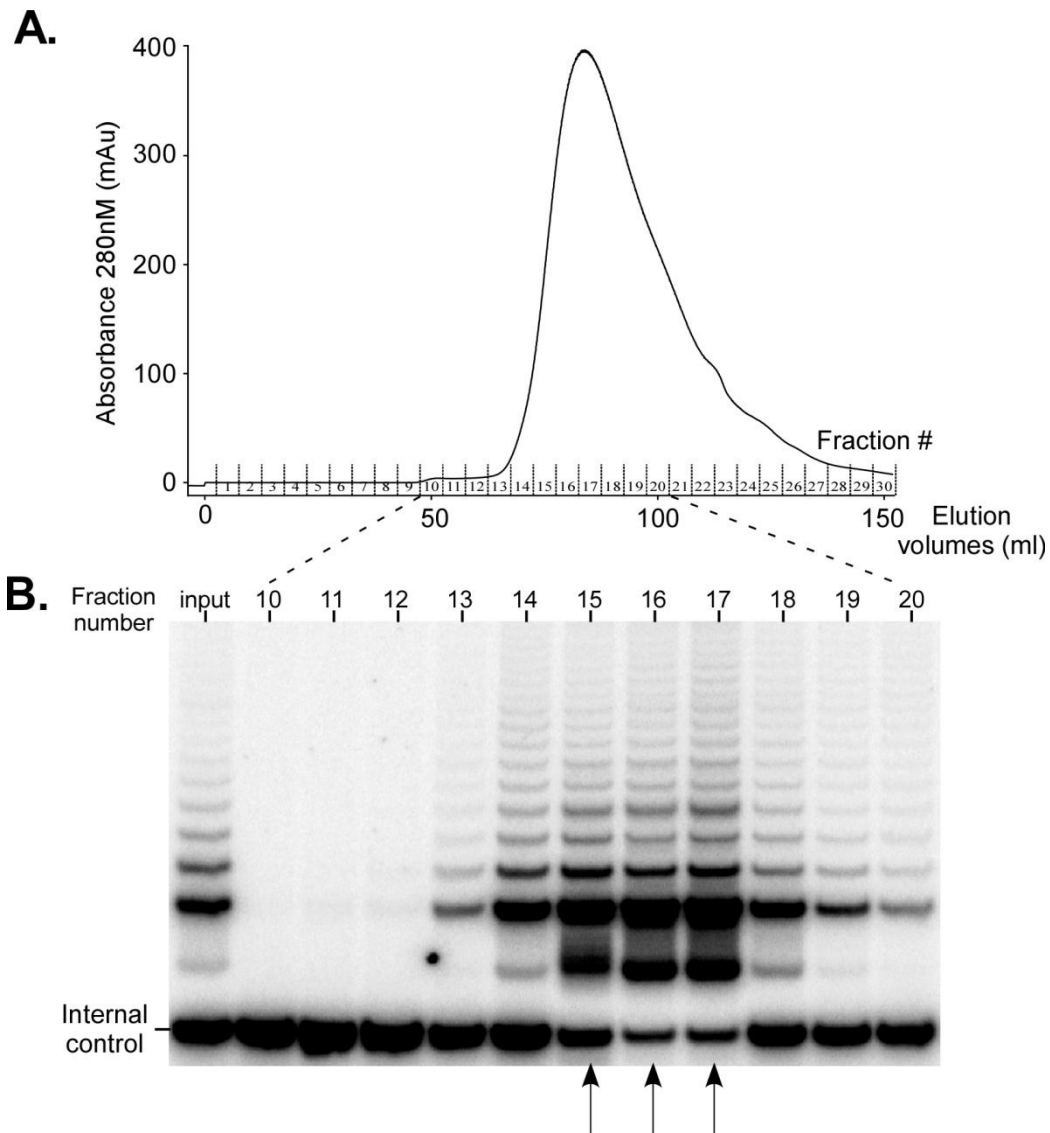 A.
400
300
200
100
0
Absorbance 280nM (mAu)
Fraction #
1 2 3 4 5 6 7 8 9 10 11 12 13 14 15 16 17 18 19 20 21 22 23 24 25 26 27 28 29 30
0 50 100 150
Elution
volumes (ml)
B.
Fraction
number
input 10 11 12 13 14 15 16 17 18 19 20
Internal
control